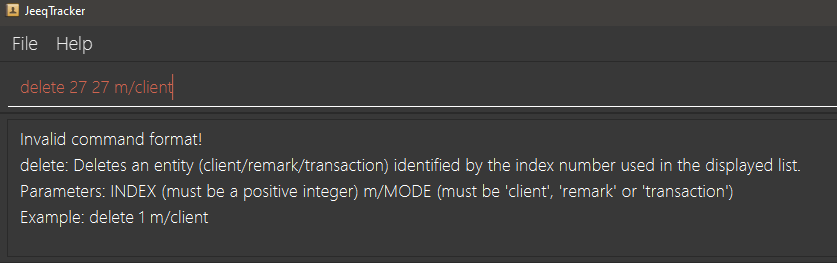 JeeqTracker
File Help
delete 27 27 m/client
Invalid command format!
delete: Deletes an entity (client/remark/transaction) identified by the index number used in the displayed list.
Parameters: INDEX (must be a positive integer) m/MODE (must be 'client', 'remark' or 'transaction')
Example: delete 1 m/client